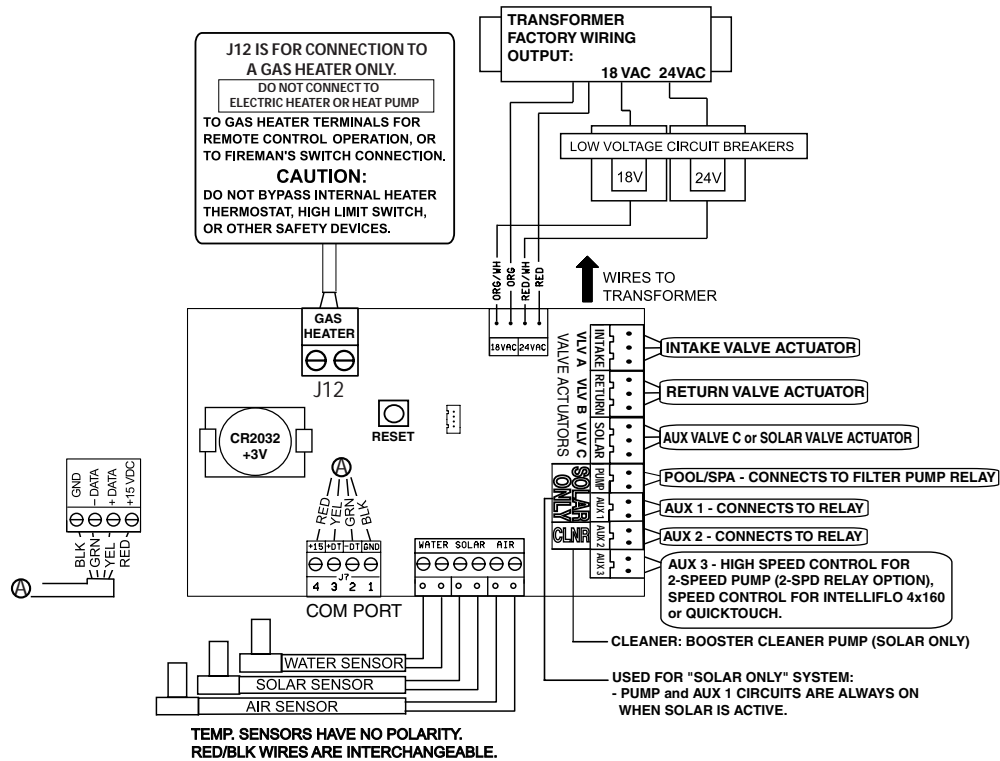 TRANSFORMER
FACTORY WIRING
OUTPUT:
18 VAC 24VAC
J12 IS FOR CONNECTION TO
A GAS HEATER ONLY.
DO NOT CONNECT TO
ELECTRIC HEATER OR HEAT PUMP
TO GAS HEATER TERMINALS FOR
REMOTE CONTROL OPERATION, OR
TO FIREMAN'S SWITCH CONNECTION.
CAUTION:
DO NOT BYPASS INTERNAL HEATER
THERMOSTAT, HIGH LIMIT SWITCH,
OR OTHER SAFETY DEVICES.
LOW VOLTAGE CIRCUIT BREAKERS
18V
24V
ORG/WH
ORG
RED/WH
RED
WIRES TO
TRANSFORMER
GAS
HEATER
J12
18VAC 24VAC
RESET
CR2032
+3V
VALVE ACTUATORS
VLV A
VLV B
VLV C
INTAKE
RETURN
SOLAR
PUMP
AUX 1
AUX 2
AUX 3
SOLAR
ONLY
CLNR
INTAKE VALVE ACTUATOR
RETURN VALVE ACTUATOR
AUX VALVE C or SOLAR VALVE ACTUATOR
POOL/SPA - CONNECTS TO FILTER PUMP RELAY
AUX 1 - CONNECTS TO RELAY
AUX 2 - CONNECTS TO RELAY
AUX 3 - HIGH SPEED CONTROL FOR
2-SPEED PUMP (2-SPD RELAY OPTION),
SPEED CONTROL FOR INTELLIFLO 4x160
or QUICKTOUCH.
CLEANER: BOOSTER CLEANER PUMP (SOLAR ONLY)
USED FOR "SOLAR ONLY" SYSTEM:
- PUMP and AUX 1 CIRCUITS ARE ALWAYS ON
WHEN SOLAR IS ACTIVE.
GND
- DATA
+ DATA
+15 VDC
BLK
GRN
YEL
RED
A
A
RED
YEL
GRN
BLK
+15 +DT -DT GND
J7
4 3 2 1
COM PORT
WATER SOLAR AIR
WATER SENSOR
SOLAR SENSOR
AIR SENSOR
TEMP. SENSORS HAVE NO POLARITY.
RED/BLK WIRES ARE INTERCHANGEABLE.